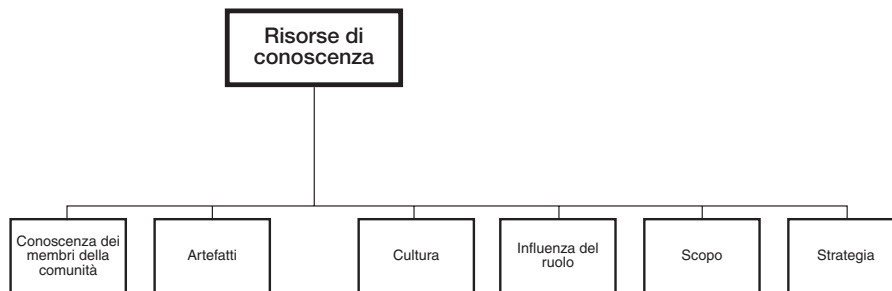 Risorse di
conoscenza
Conoscenza dei
membri della
comunità
Artefatti
Cultura
Influenza del
ruolo
Scopo
Strategia